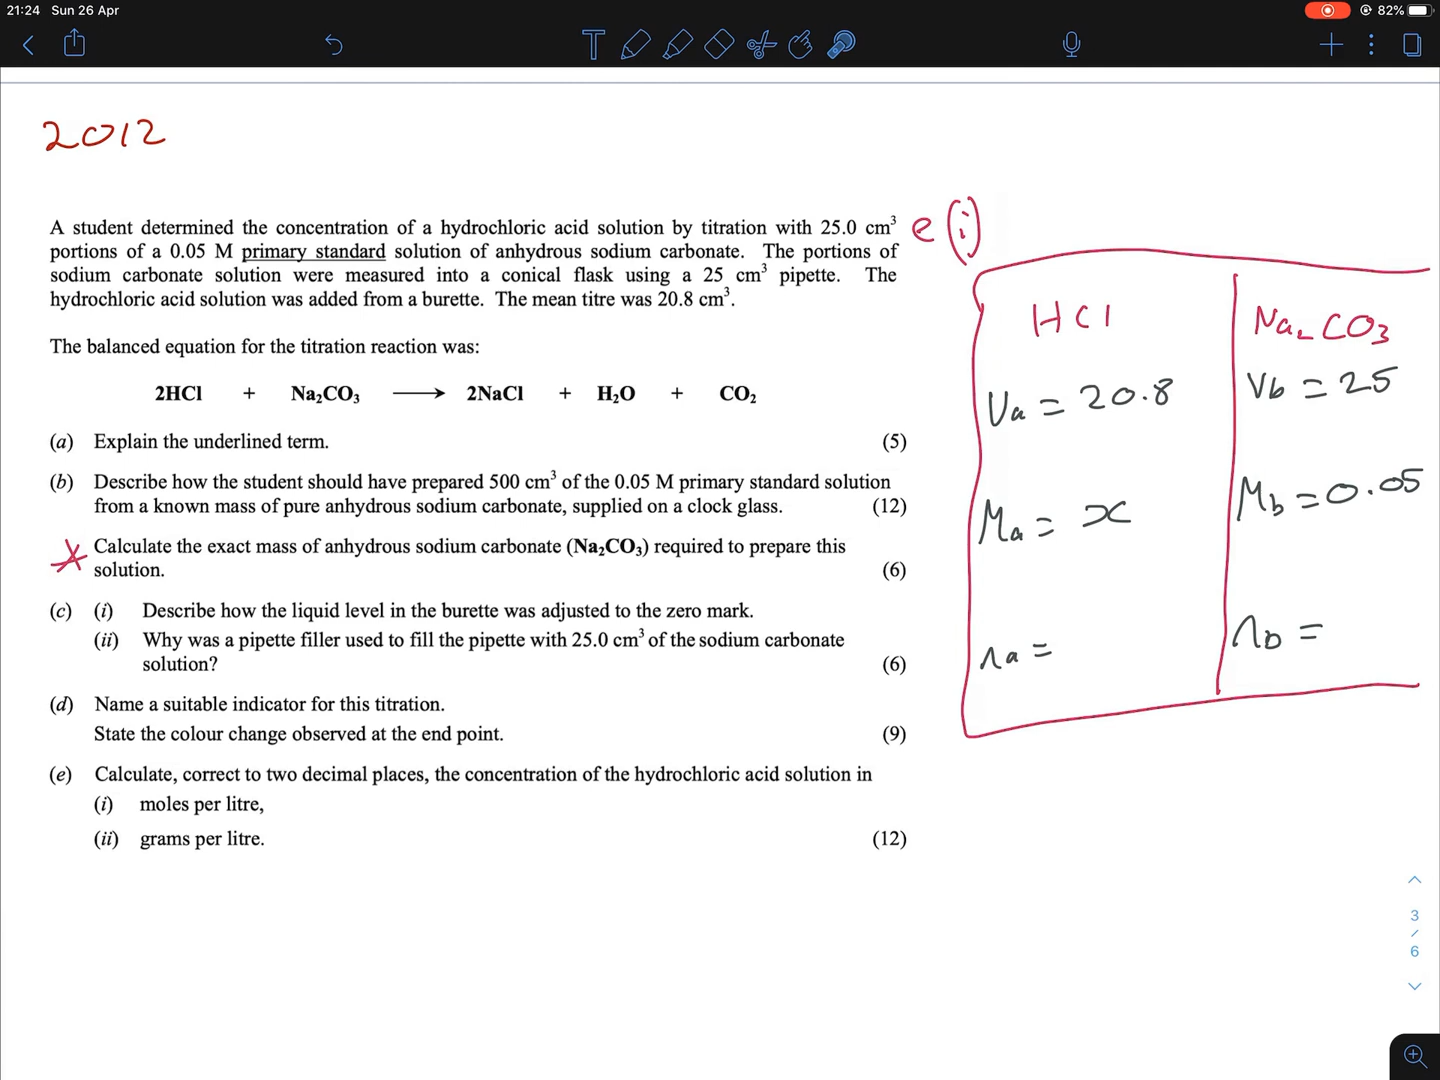 21:24 Sun 26 Apr
82%
2012
A student determined the concentration of a hydrochloric acid solution by titration with 25.0 cm³
portions of a 0.05 M primary standard solution of anhydrous sodium carbonate. The portions of
sodium carbonate solution were measured into a conical flask using a 25 cm³ pipette. The
hydrochloric acid solution was added from a burette. The mean titre was 20.8 cm³.
The balanced equation for the titration reaction was:
2HCl + Na₂CO₃ ⟶ 2NaCl + H₂O + CO₂
(a) Explain the underlined term. (5)
(b) Describe how the student should have prepared 500 cm³ of the 0.05 M primary standard solution
from a known mass of pure anhydrous sodium carbonate, supplied on a clock glass. (12)
Calculate the exact mass of anhydrous sodium carbonate (Na₂CO₃) required to prepare this
solution. (6)
(c) (i) Describe how the liquid level in the burette was adjusted to the zero mark.
(ii) Why was a pipette filler used to fill the pipette with 25.0 cm³ of the sodium carbonate
solution? (6)
(d) Name a suitable indicator for this titration.
State the colour change observed at the end point. (9)
(e) Calculate, correct to two decimal places, the concentration of the hydrochloric acid solution in
(i) moles per litre,
(ii) grams per litre. (12)
e (i)
HCl
Va = 20.8
Ma = x
na =
Na₂CO₃
Vb = 25
Mb = 0.05
nb =
3
/
6